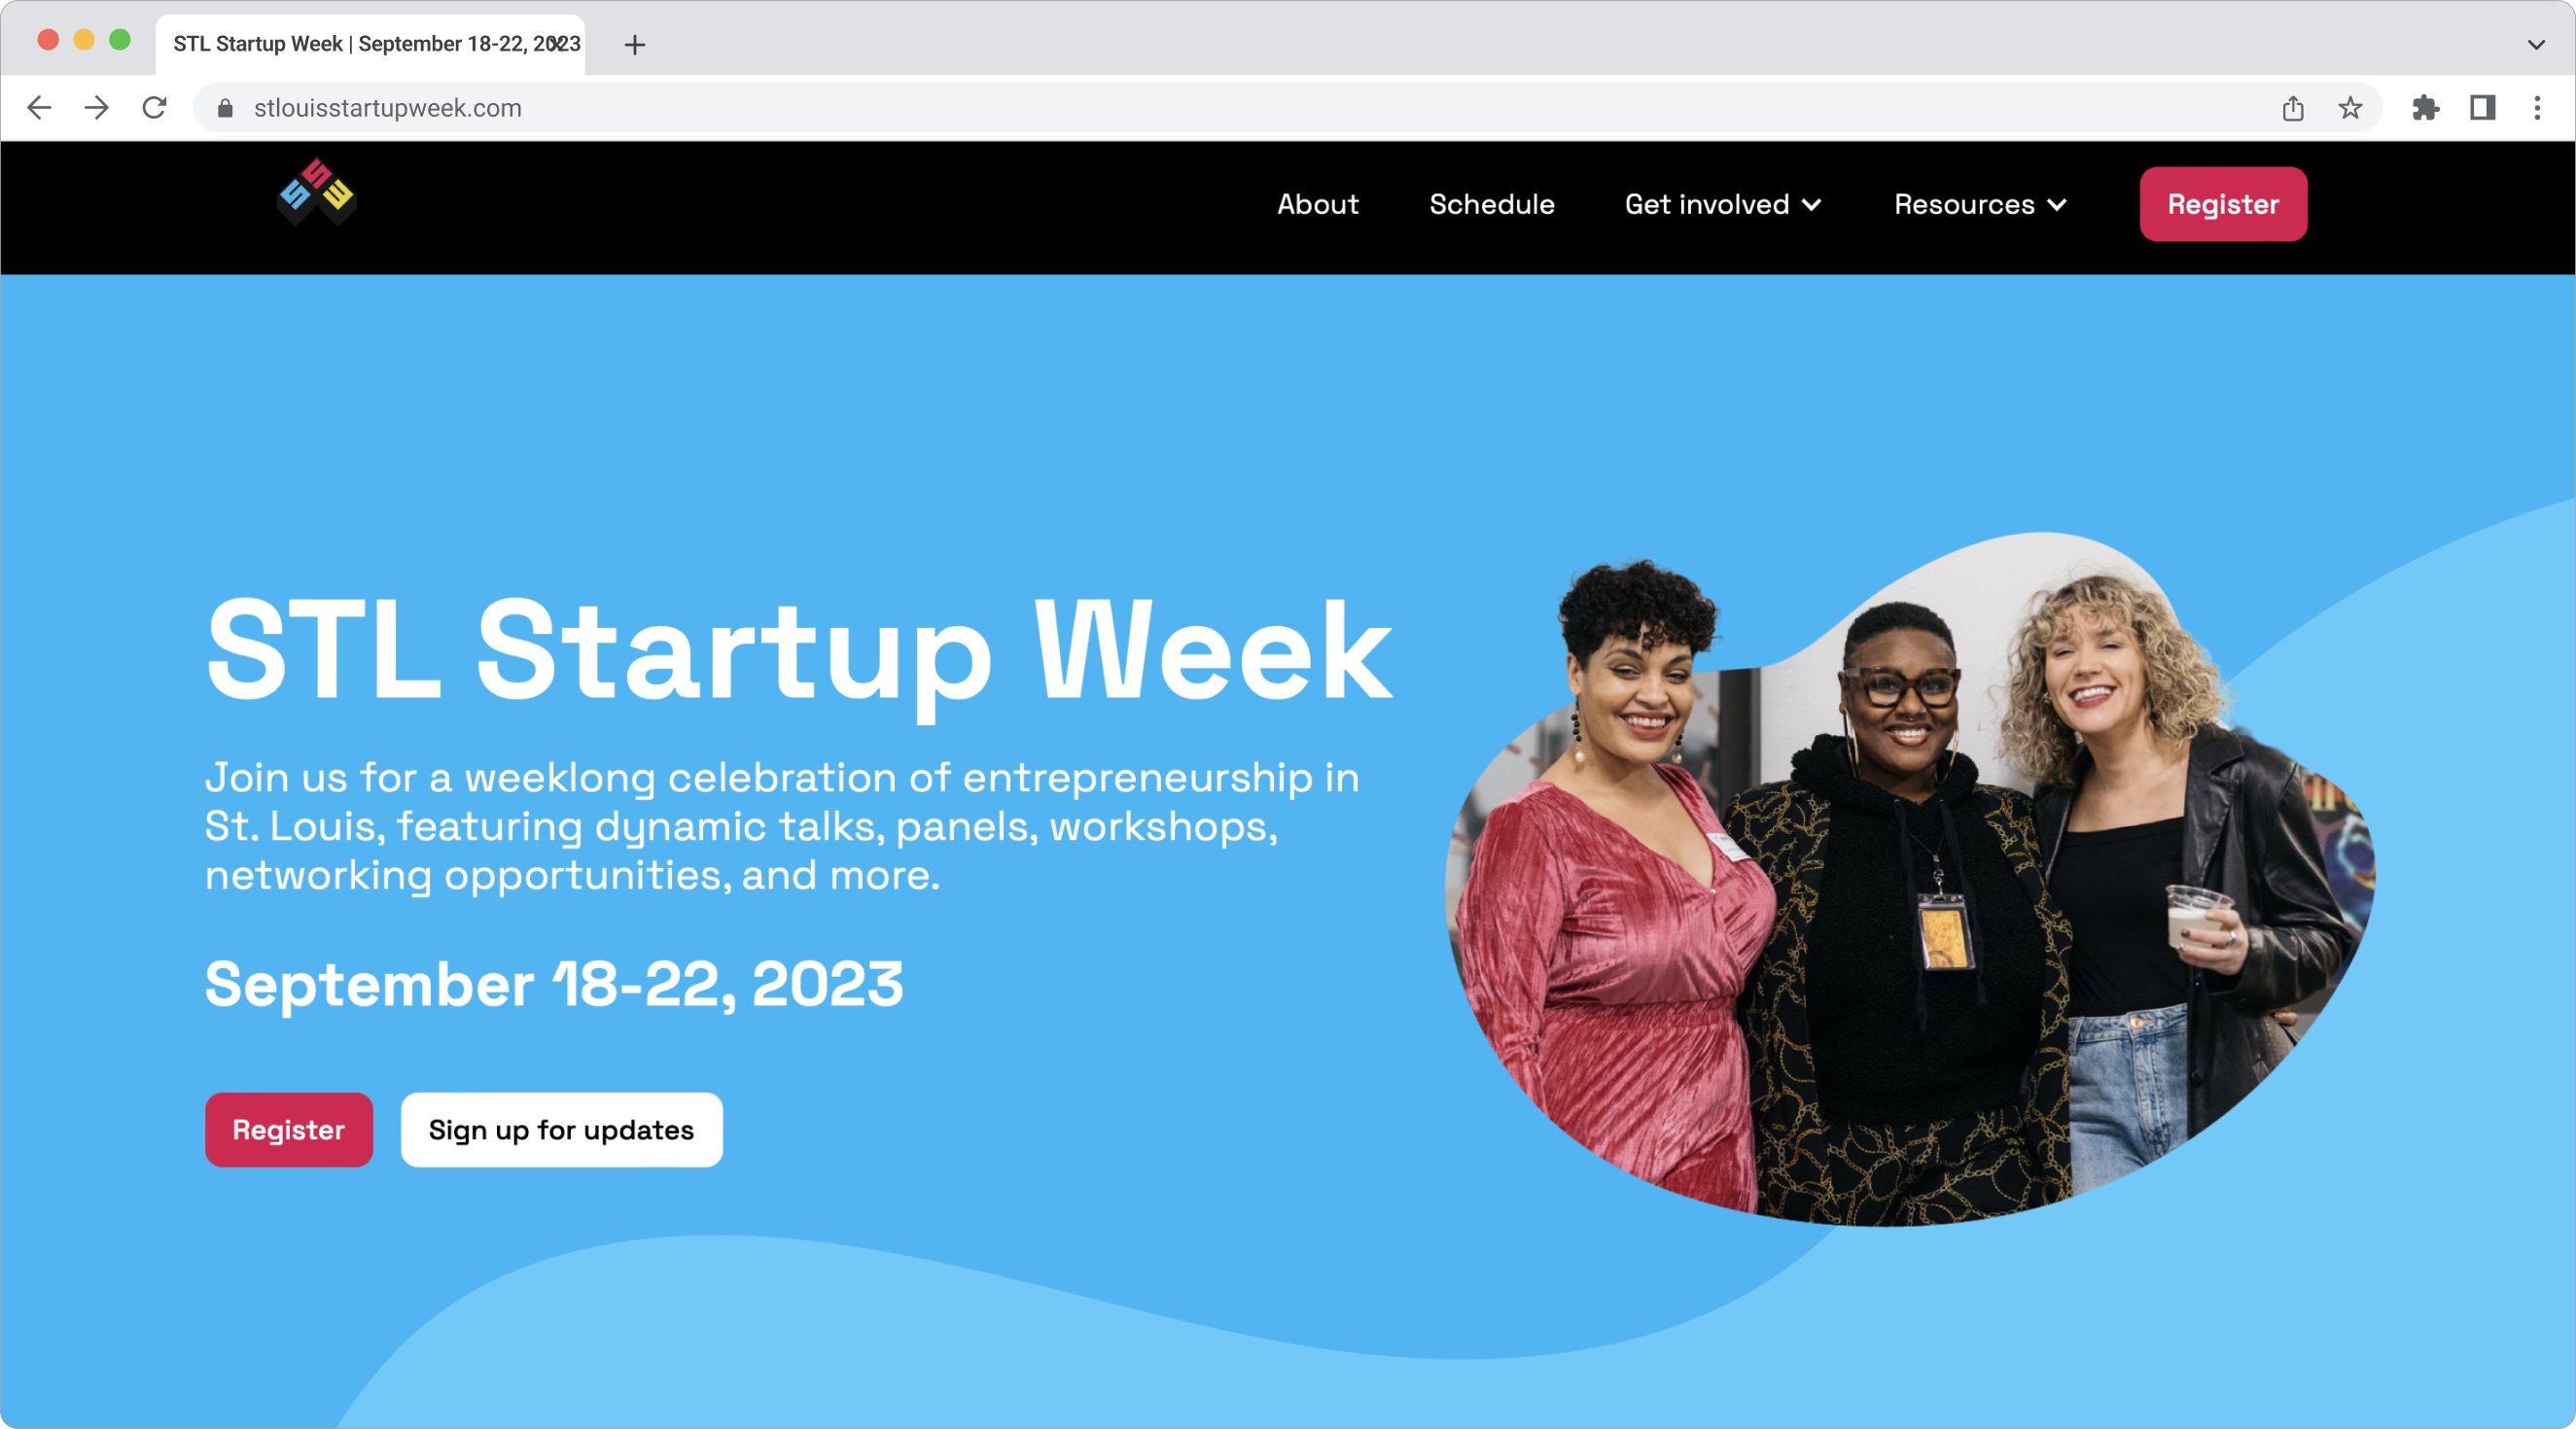 STL Startup Week | September 18-22, 2023
stlouisstartupweek.com
SSW
About Schedule Get involved Resources Register
STL Startup Week
Join us for a weeklong celebration of entrepreneurship in
St. Louis, featuring dynamic talks, panels, workshops,
networking opportunities, and more.
September 18-22, 2023
Register Sign up for updates